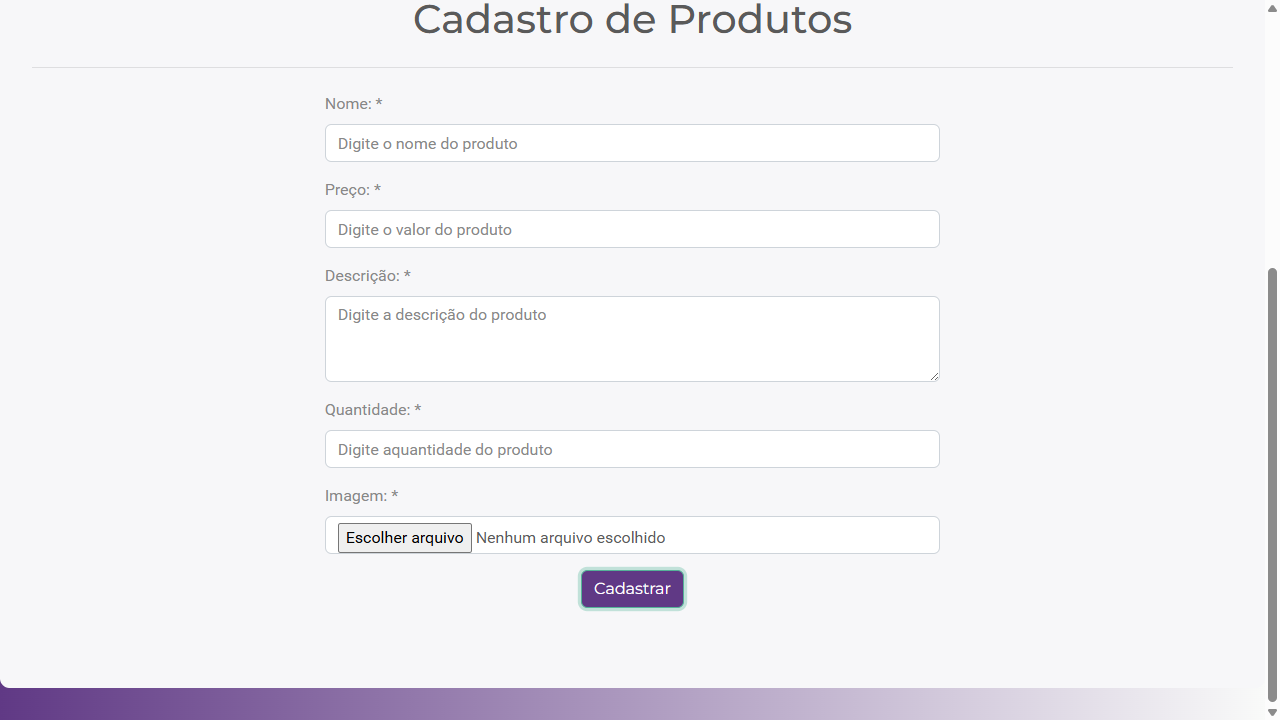 Cadastro de Produtos
Nome: *
Digite o nome do produto
Preço: *
Digite o valor do produto
Descrição: *
Digite a descrição do produto
Quantidade: *
Digite aquantidade do produto
Imagem: *
Escolher arquivo Nenhum arquivo escolhido
Cadastrar